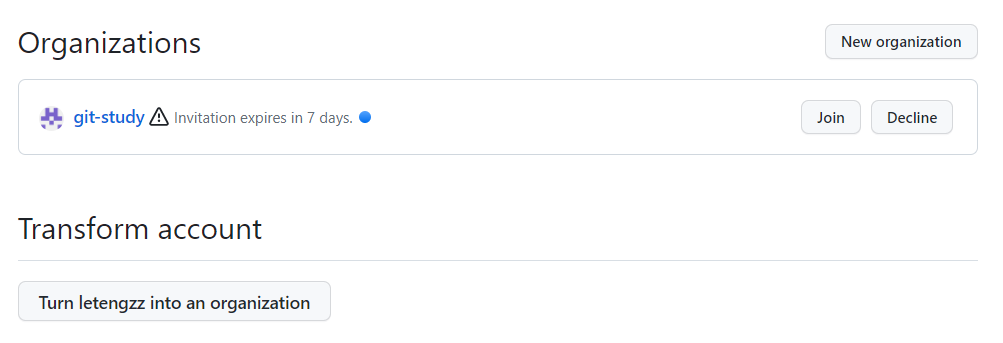 Organizations
New organization
git-study Invitation expires in 7 days.
Join
Decline
Transform account
Turn letengzz into an organization